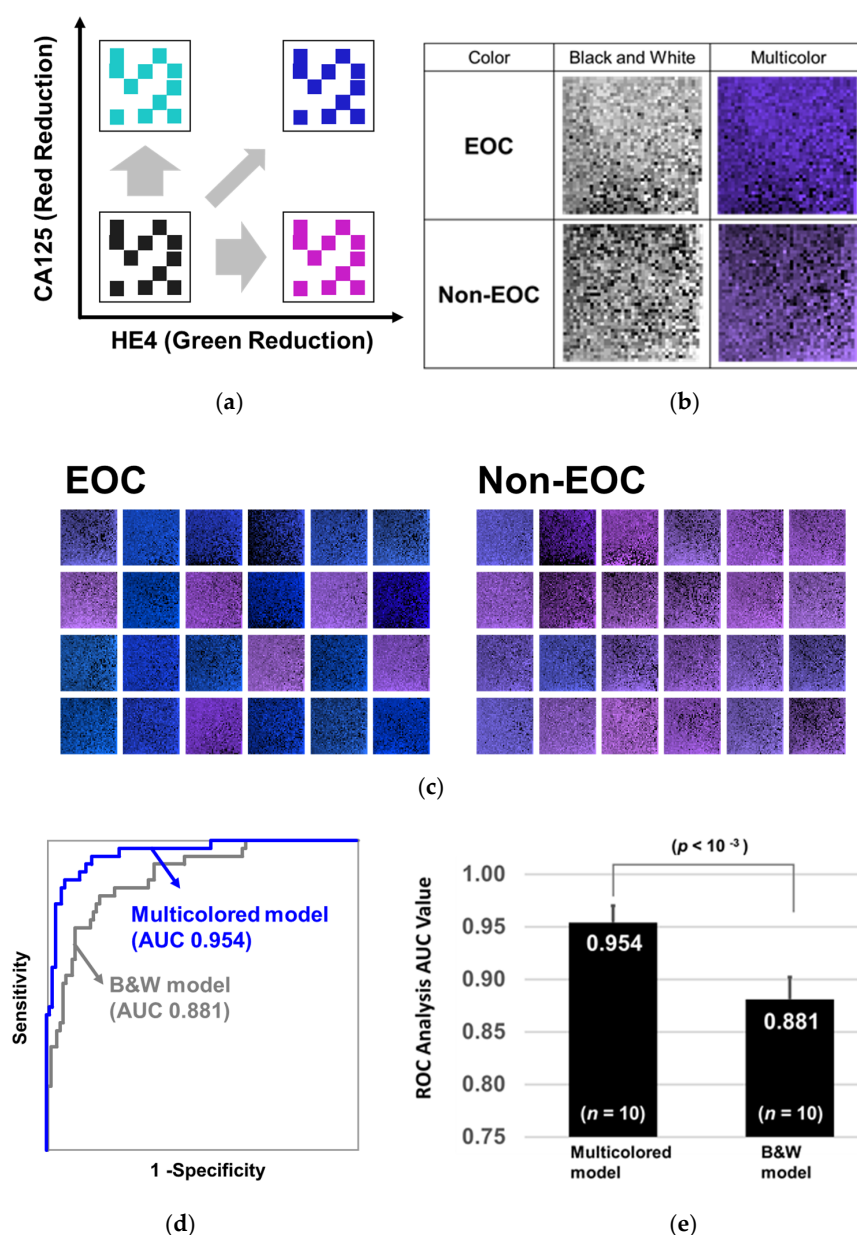 CA125 (Red Reduction)
HE4 (Green Reduction)
(a)
Color
Black and White
Multicolor
EOC
Non-EOC
(b)
EOC
Non-EOC
(c)
Sensitivity
Multicolored model
(AUC 0.954)
B&W model
(AUC 0.881)
1 -Specificity
(d)
(p < 10 -3 )
ROC Analysis AUC Value
1.00
0.95
0.90
0.85
0.80
0.75
0.954
0.881
(n = 10)
(n = 10)
Multicolored
model
B&W
model
(e)